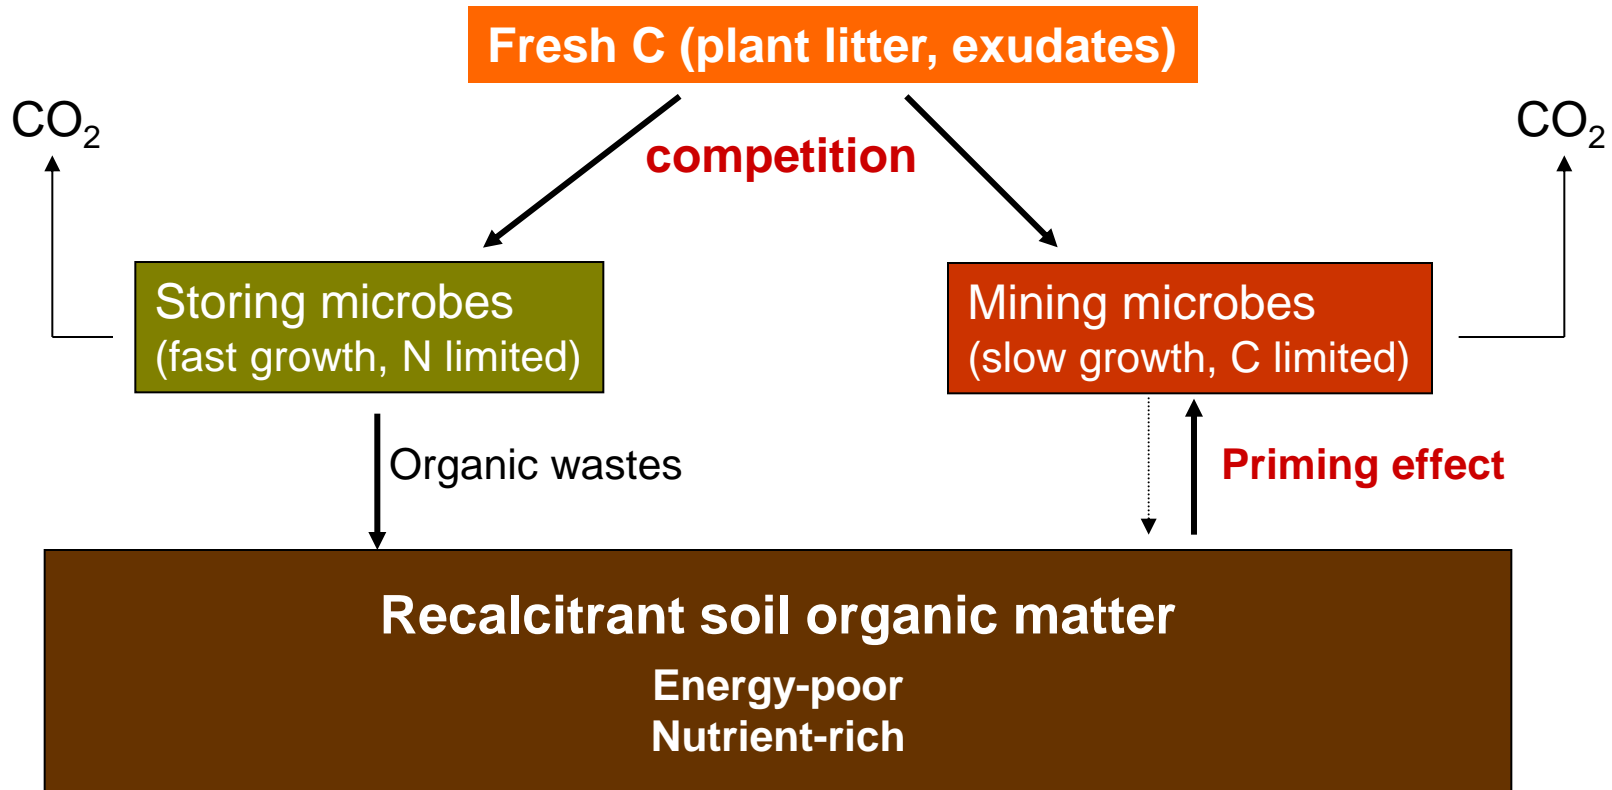 Fresh C (plant litter, exudates)
CO₂
CO₂
competition
Storing microbes
(fast growth, N limited)
Mining microbes
(slow growth, C limited)
Organic wastes
Priming effect
Recalcitrant soil organic matter
Energy-poor
Nutrient-rich